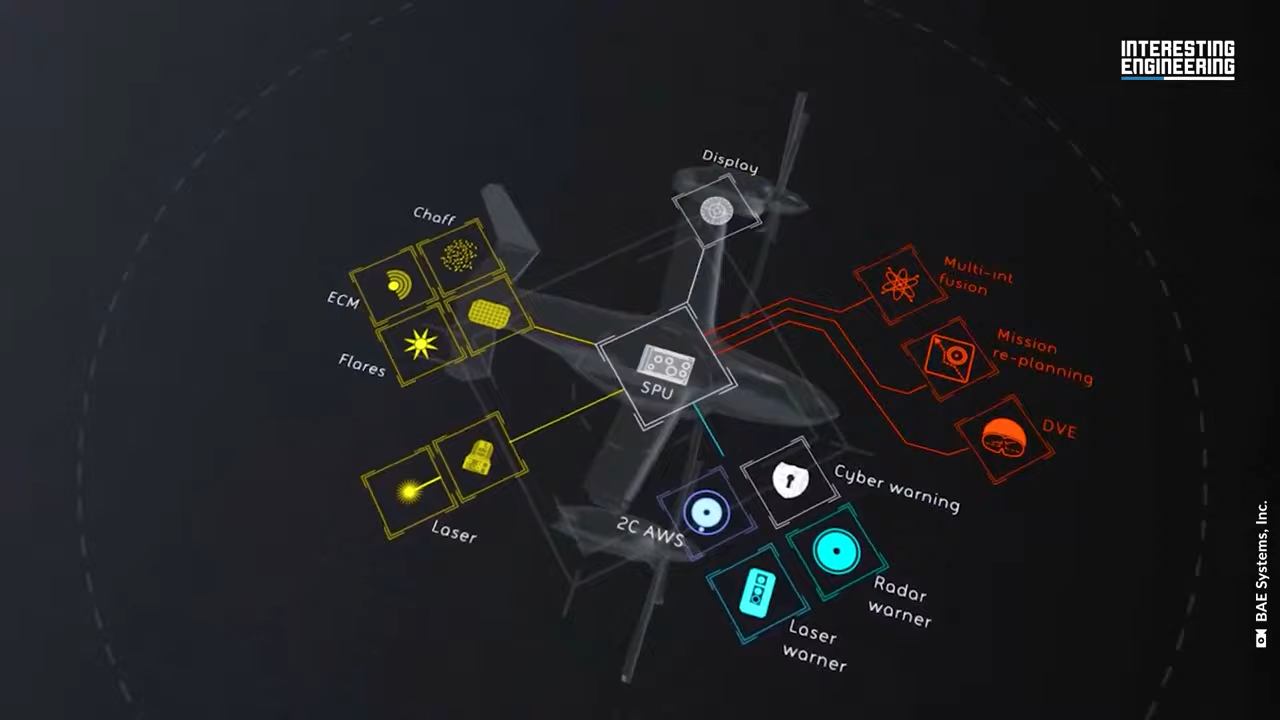 INTERESTING
ENGINEERING
Display
Chaff
ECM
Flares
Multi-int
fusion
Mission
re-planning
SPU
DVE
Cyber warning
2C AWS
Laser
Radar
warner
Laser
warner
BAE Systems, Inc.